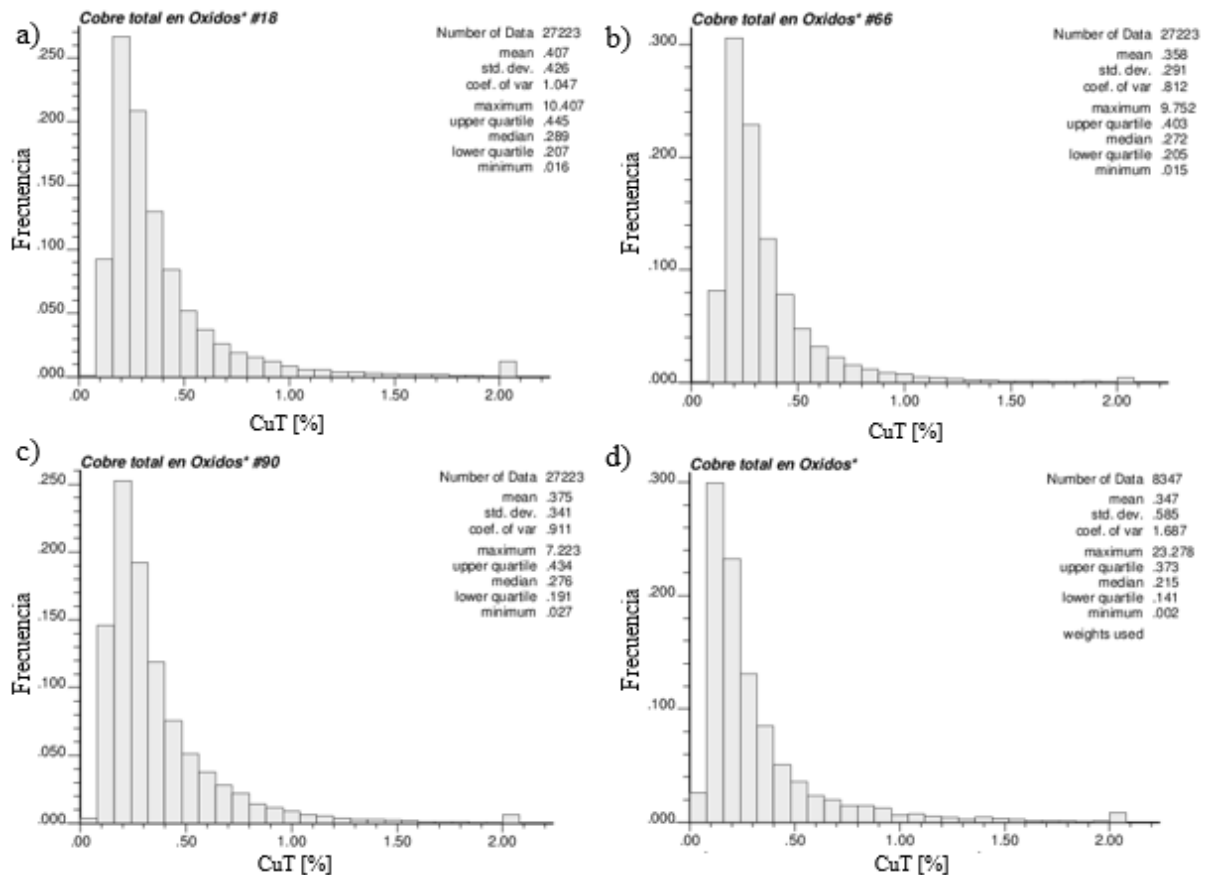 a)
Cobre total en Oxidos* #18
Number of Data 27223
mean .407
std. dev. .426
coef. of var 1.047
maximum 10.407
upper quartile .445
median .289
lower quartile .207
minimum .016
Frecuencia
.250
.200
.150
.100
.050
.000
.00 .50 1.00 1.50 2.00
CuT [%]
b)
Cobre total en Oxidos* #66
Number of Data 27223
mean .358
std. dev. .291
coef. of var .812
maximum 9.752
upper quartile .403
median .272
lower quartile .205
minimum .015
Frecuencia
.300
.200
.100
.000
.00 .50 1.00 1.50 2.00
CuT [%]
c)
Cobre total en Oxidos* #90
Number of Data 27223
mean .375
std. dev. .341
coef. of var .911
maximum 7.223
upper quartile .434
median .276
lower quartile .191
minimum .027
Frecuencia
.250
.200
.150
.100
.050
.000
.00 .50 1.00 1.50 2.00
CuT [%]
d)
Cobre total en Oxidos*
Number of Data 8347
mean .347
std. dev. .585
coef. of var 1.687
maximum 23.278
upper quartile .373
median .215
lower quartile .141
minimum .002
weights used
Frecuencia
.300
.200
.100
.000
.00 .50 1.00 1.50 2.00
CuT [%]